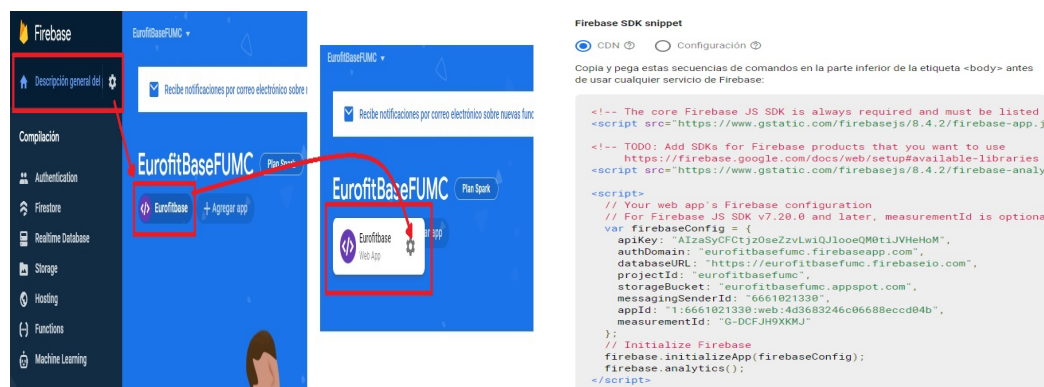 Firebase
Descripción general del
Compilación
Authentication
Firestore
Realtime Database
Storage
Hosting
Functions
Machine Learning
EurofitBaseFUMC
Recibe notificaciones por correo electrónico sobre
EurofitBaseFUMC Plan Spark
Eurofitbase + Agregar app
EurofitBaseFUMC
Recibe notificaciones por correo electrónico sobre nuevas func
EurofitBaseFUMC Plan Spark
Eurofitbase
Web App
ar app
Firebase SDK snippet
CDN Configuración
Copia y pega estas secuencias de comandos en la parte inferior de la etiqueta <body> antes
de usar cualquier servicio de Firebase:
<!-- The core Firebase JS SDK is always required and must be listed
<script src="https://www.gstatic.com/firebasejs/8.4.2/firebase-app.j
<!-- TODO: Add SDKs for Firebase products that you want to use
https://firebase.google.com/docs/web/setup#available-libraries
<script src="https://www.gstatic.com/firebasejs/8.4.2/firebase-analy
<script>
// Your web app's Firebase configuration
// For Firebase JS SDK v7.20.0 and later, measurementId is optiona
var firebaseConfig = {
apiKey: "AIzaSyCFCtjzOseZzvLwiQJlooeQM0tiJVHeHoM",
authDomain: "eurofitbasefumc.firebaseapp.com",
databaseURL: "https://eurofitbasefumc.firebaseio.com",
projectId: "eurofitbasefumc",
storageBucket: "eurofitbasefumc.appspot.com",
messagingSenderId: "6661021330",
appId: "1:6661021330:web:4d3683246c06688eccd04b",
measurementId: "G-DCFJH9XKMJ"
};
// Initialize Firebase
firebase.initializeApp(firebaseConfig);
firebase.analytics();
</script>